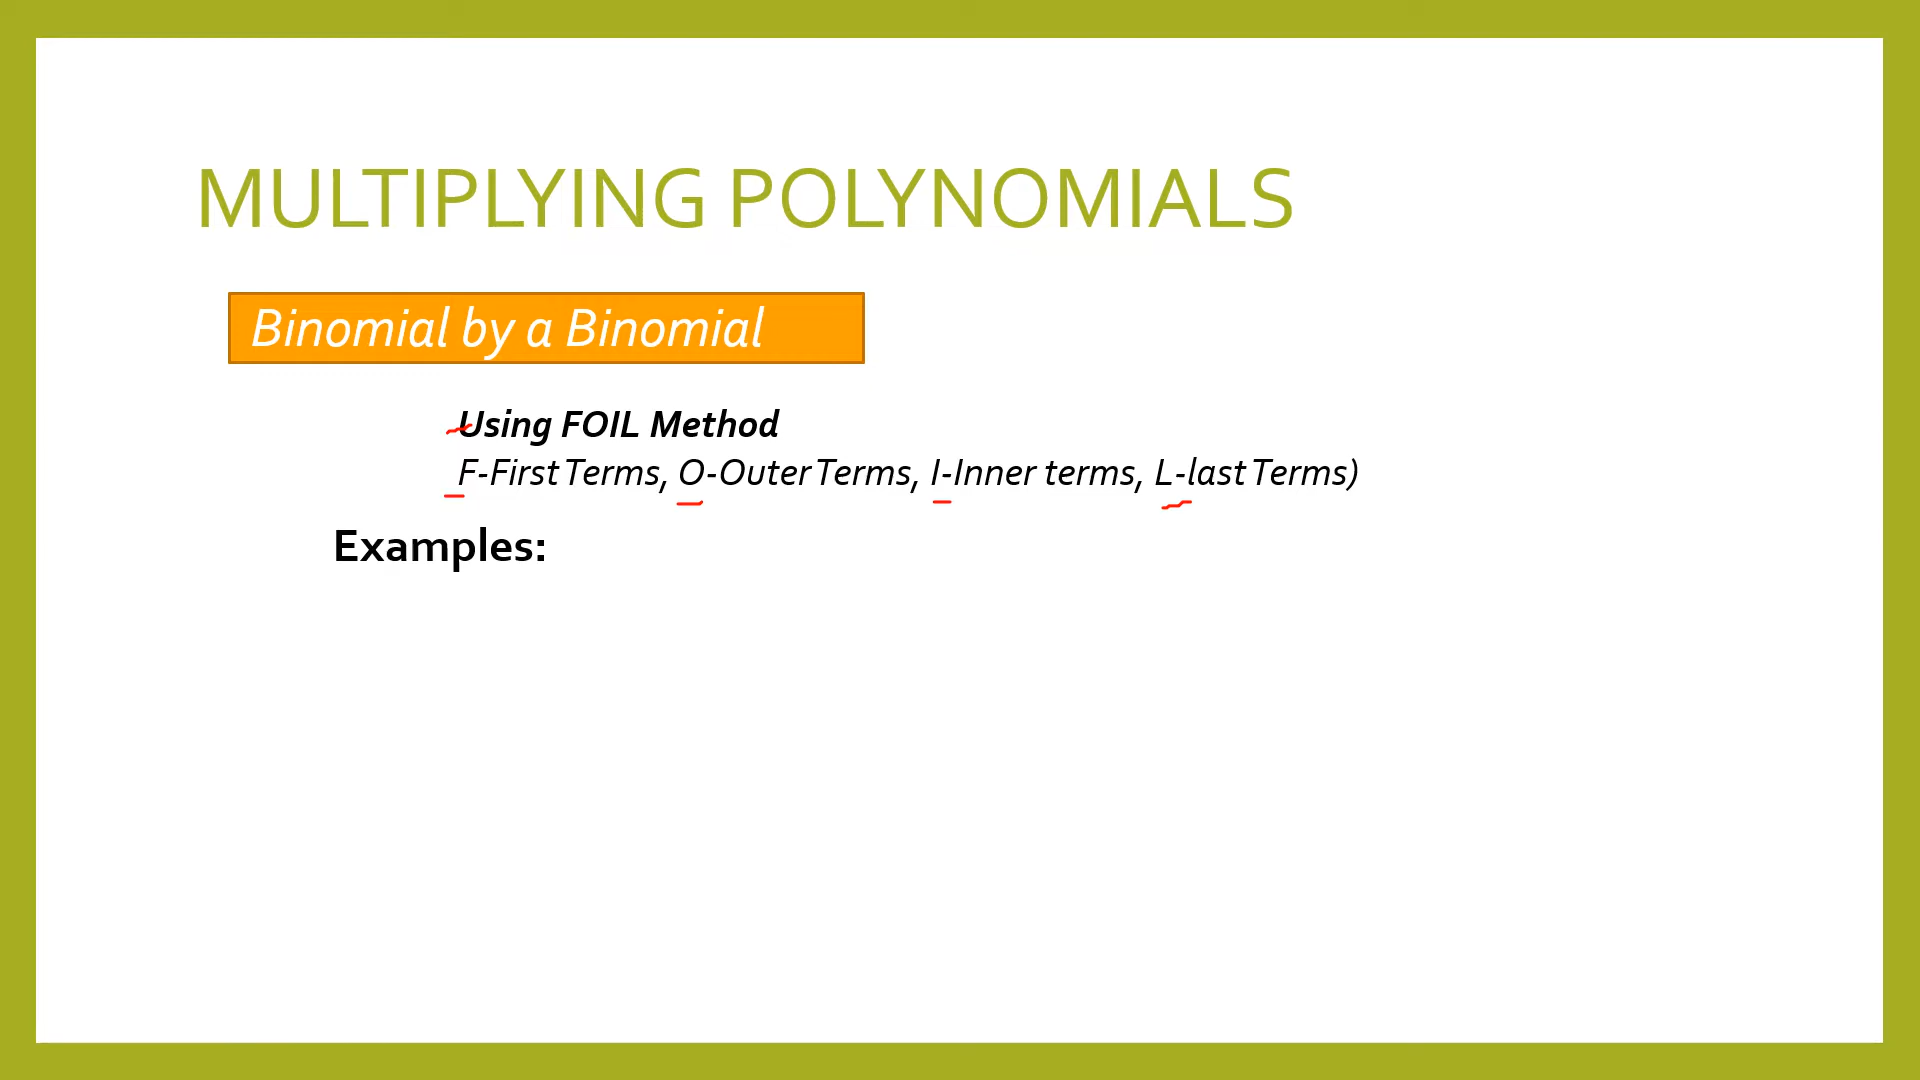 MULTIPLYING POLYNOMIALS
Binomial by a Binomial
Using FOIL Method
F-First Terms, O-Outer Terms, I-Inner terms, L-last Terms)
Examples: